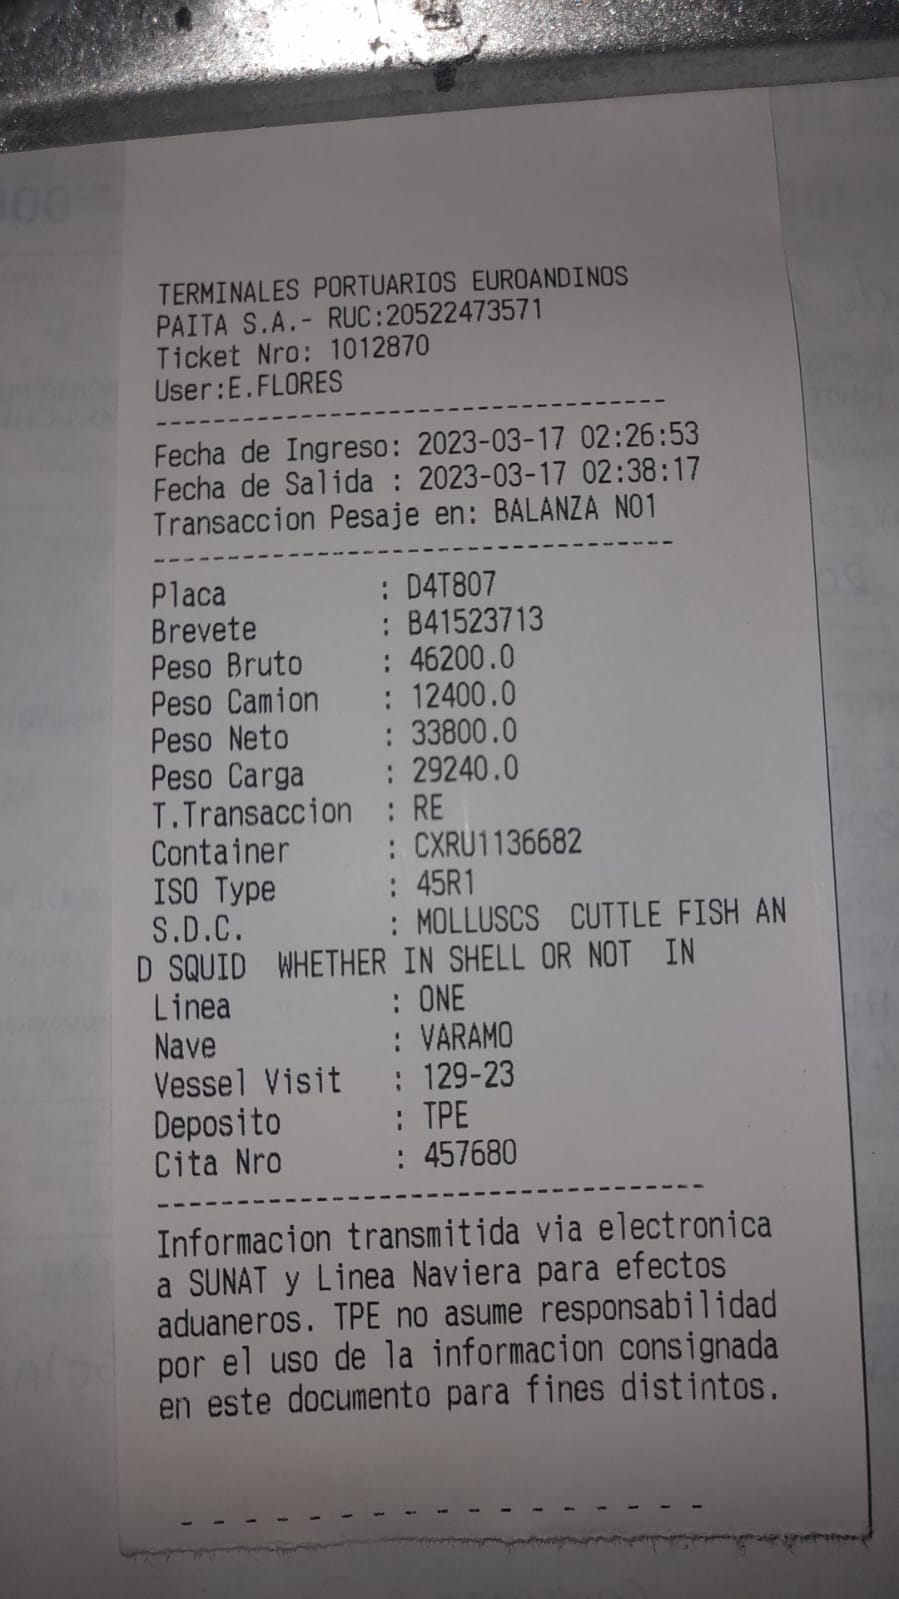 TERMINALES PORTUARIOS EUROANDINOS
PAITA S.A.- RUC:20522473571
Ticket Nro: 1012870
User:E.FLORES
---------------------------------
Fecha de Ingreso: 2023-03-17 02:26:53
Fecha de Salida : 2023-03-17 02:38:17
Transaccion Pesaje en: BALANZA NO1
---------------------------------
Placa : D4T807
Brevete : B41523713
Peso Bruto : 46200.0
Peso Camion : 12400.0
Peso Neto : 33800.0
Peso Carga : 29240.0
T.Transaccion : RE
Container : CXRU1136682
ISO Type : 45R1
S.D.C. : MOLLUSCS CUTTLE FISH AN
D SQUID WHETHER IN SHELL OR NOT IN
Linea : ONE
Nave : VARAMO
Vessel Visit : 129-23
Deposito : TPE
Cita Nro : 457680
---------------------------------
Informacion transmitida via electronica
a SUNAT y Linea Naviera para efectos
aduaneros. TPE no asume responsabilidad
por el uso de la informacion consignada
en este documento para fines distintos.
- - - - - - - - - - - - - - - - -